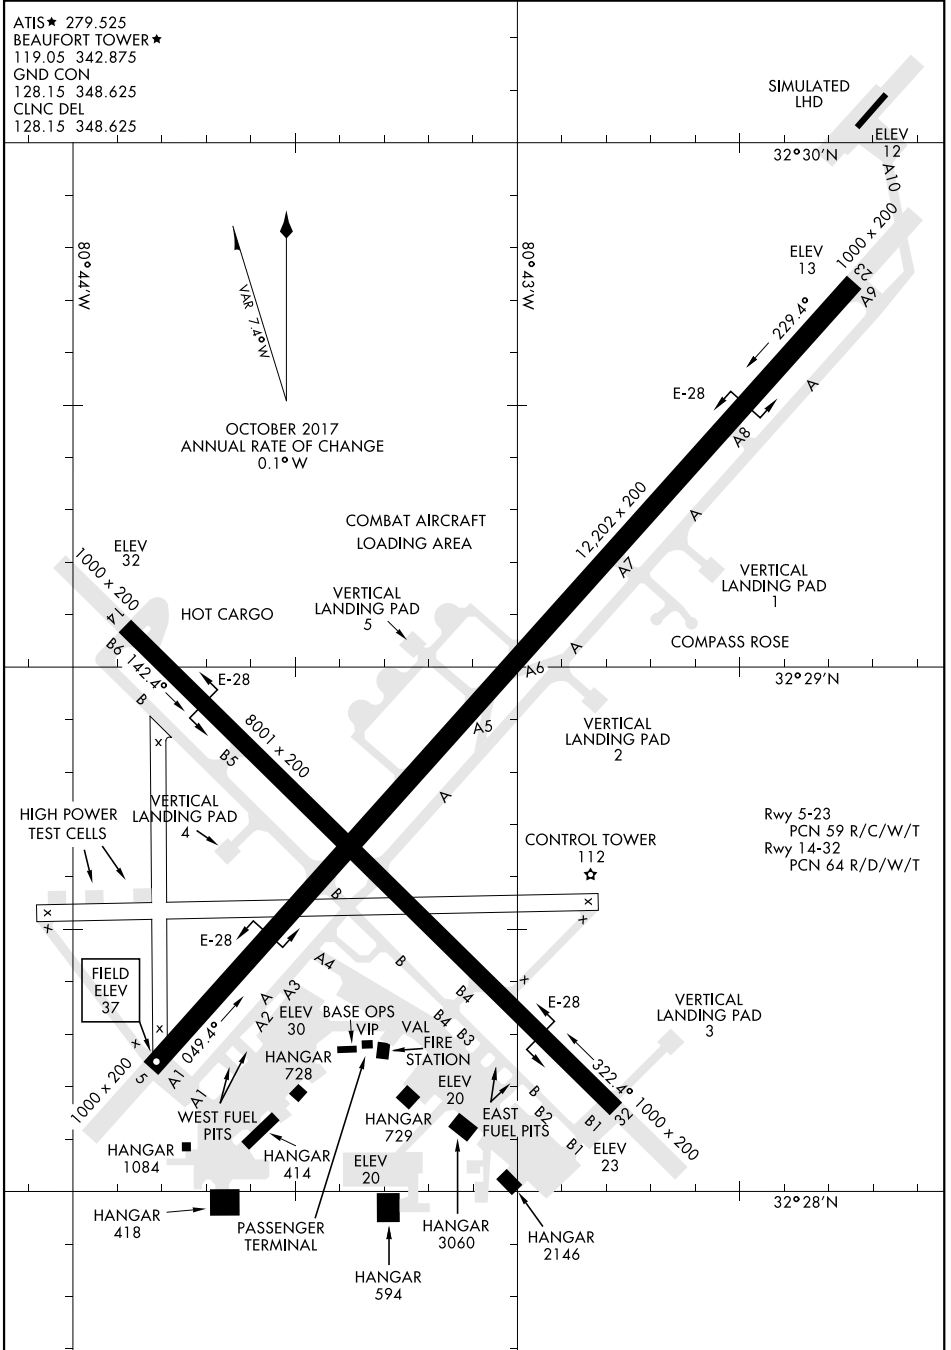 ATIS★ 279.525
BEAUFORT TOWER★
119.05 342.875
GND CON
128.15 348.625
CLNC DEL
128.15 348.625
SIMULATED
LHD
ELEV
12
32°30'N
A10
1000 x 200
ELEV
13
23
A9
80°44'W
80°43'W
VAR 7.4°W
229.4°
E-28
A
A8
OCTOBER 2017
ANNUAL RATE OF CHANGE
0.1°W
12,202 x 200
A
COMBAT AIRCRAFT
LOADING AREA
A7
ELEV
32
1000 x 200
14
HOT CARGO
VERTICAL
LANDING PAD
5
VERTICAL
LANDING PAD
1
COMPASS ROSE
A
A6
32°29'N
B6
142.4°
E-28
B
8001 x 200
B5
A5
VERTICAL
LANDING PAD
2
x
A
VERTICAL
LANDING PAD
4
HIGH POWER
TEST CELLS
Rwy 5-23
PCN 59 R/C/W/T
Rwy 14-32
PCN 64 R/D/W/T
CONTROL TOWER
112
B
x
x
x
x
E-28
A4
B
FIELD
ELEV
37
A
A3
A2
B4
x
E-28
VERTICAL
LANDING PAD
3
ELEV
30
BASE OPS
VIP
VAL
FIRE
STATION
B4
B3
x
x
049.4°
A1
5
1000 x 200
A1
HANGAR
728
ELEV
20
322.4°
32
1000 x 200
WEST FUEL
PITS
HANGAR
729
EAST
FUEL PITS
B
B2
B1
B1
ELEV
23
HANGAR
1084
HANGAR
414
ELEV
20
32°28'N
HANGAR
418
PASSENGER
TERMINAL
HANGAR
3060
HANGAR
2146
HANGAR
594